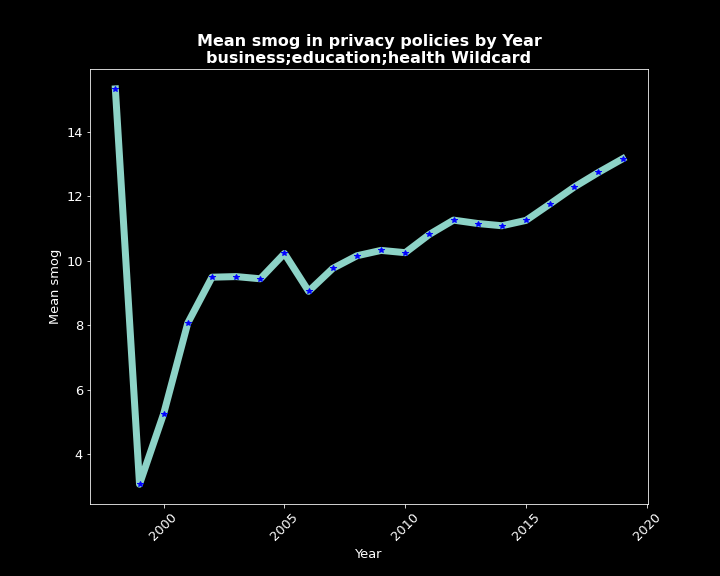 Mean smog in privacy policies by Year
business;education;health Wildcard
14
12
10
8
6
4
Mean smog
2000
2005
2010
2015
2020
Year